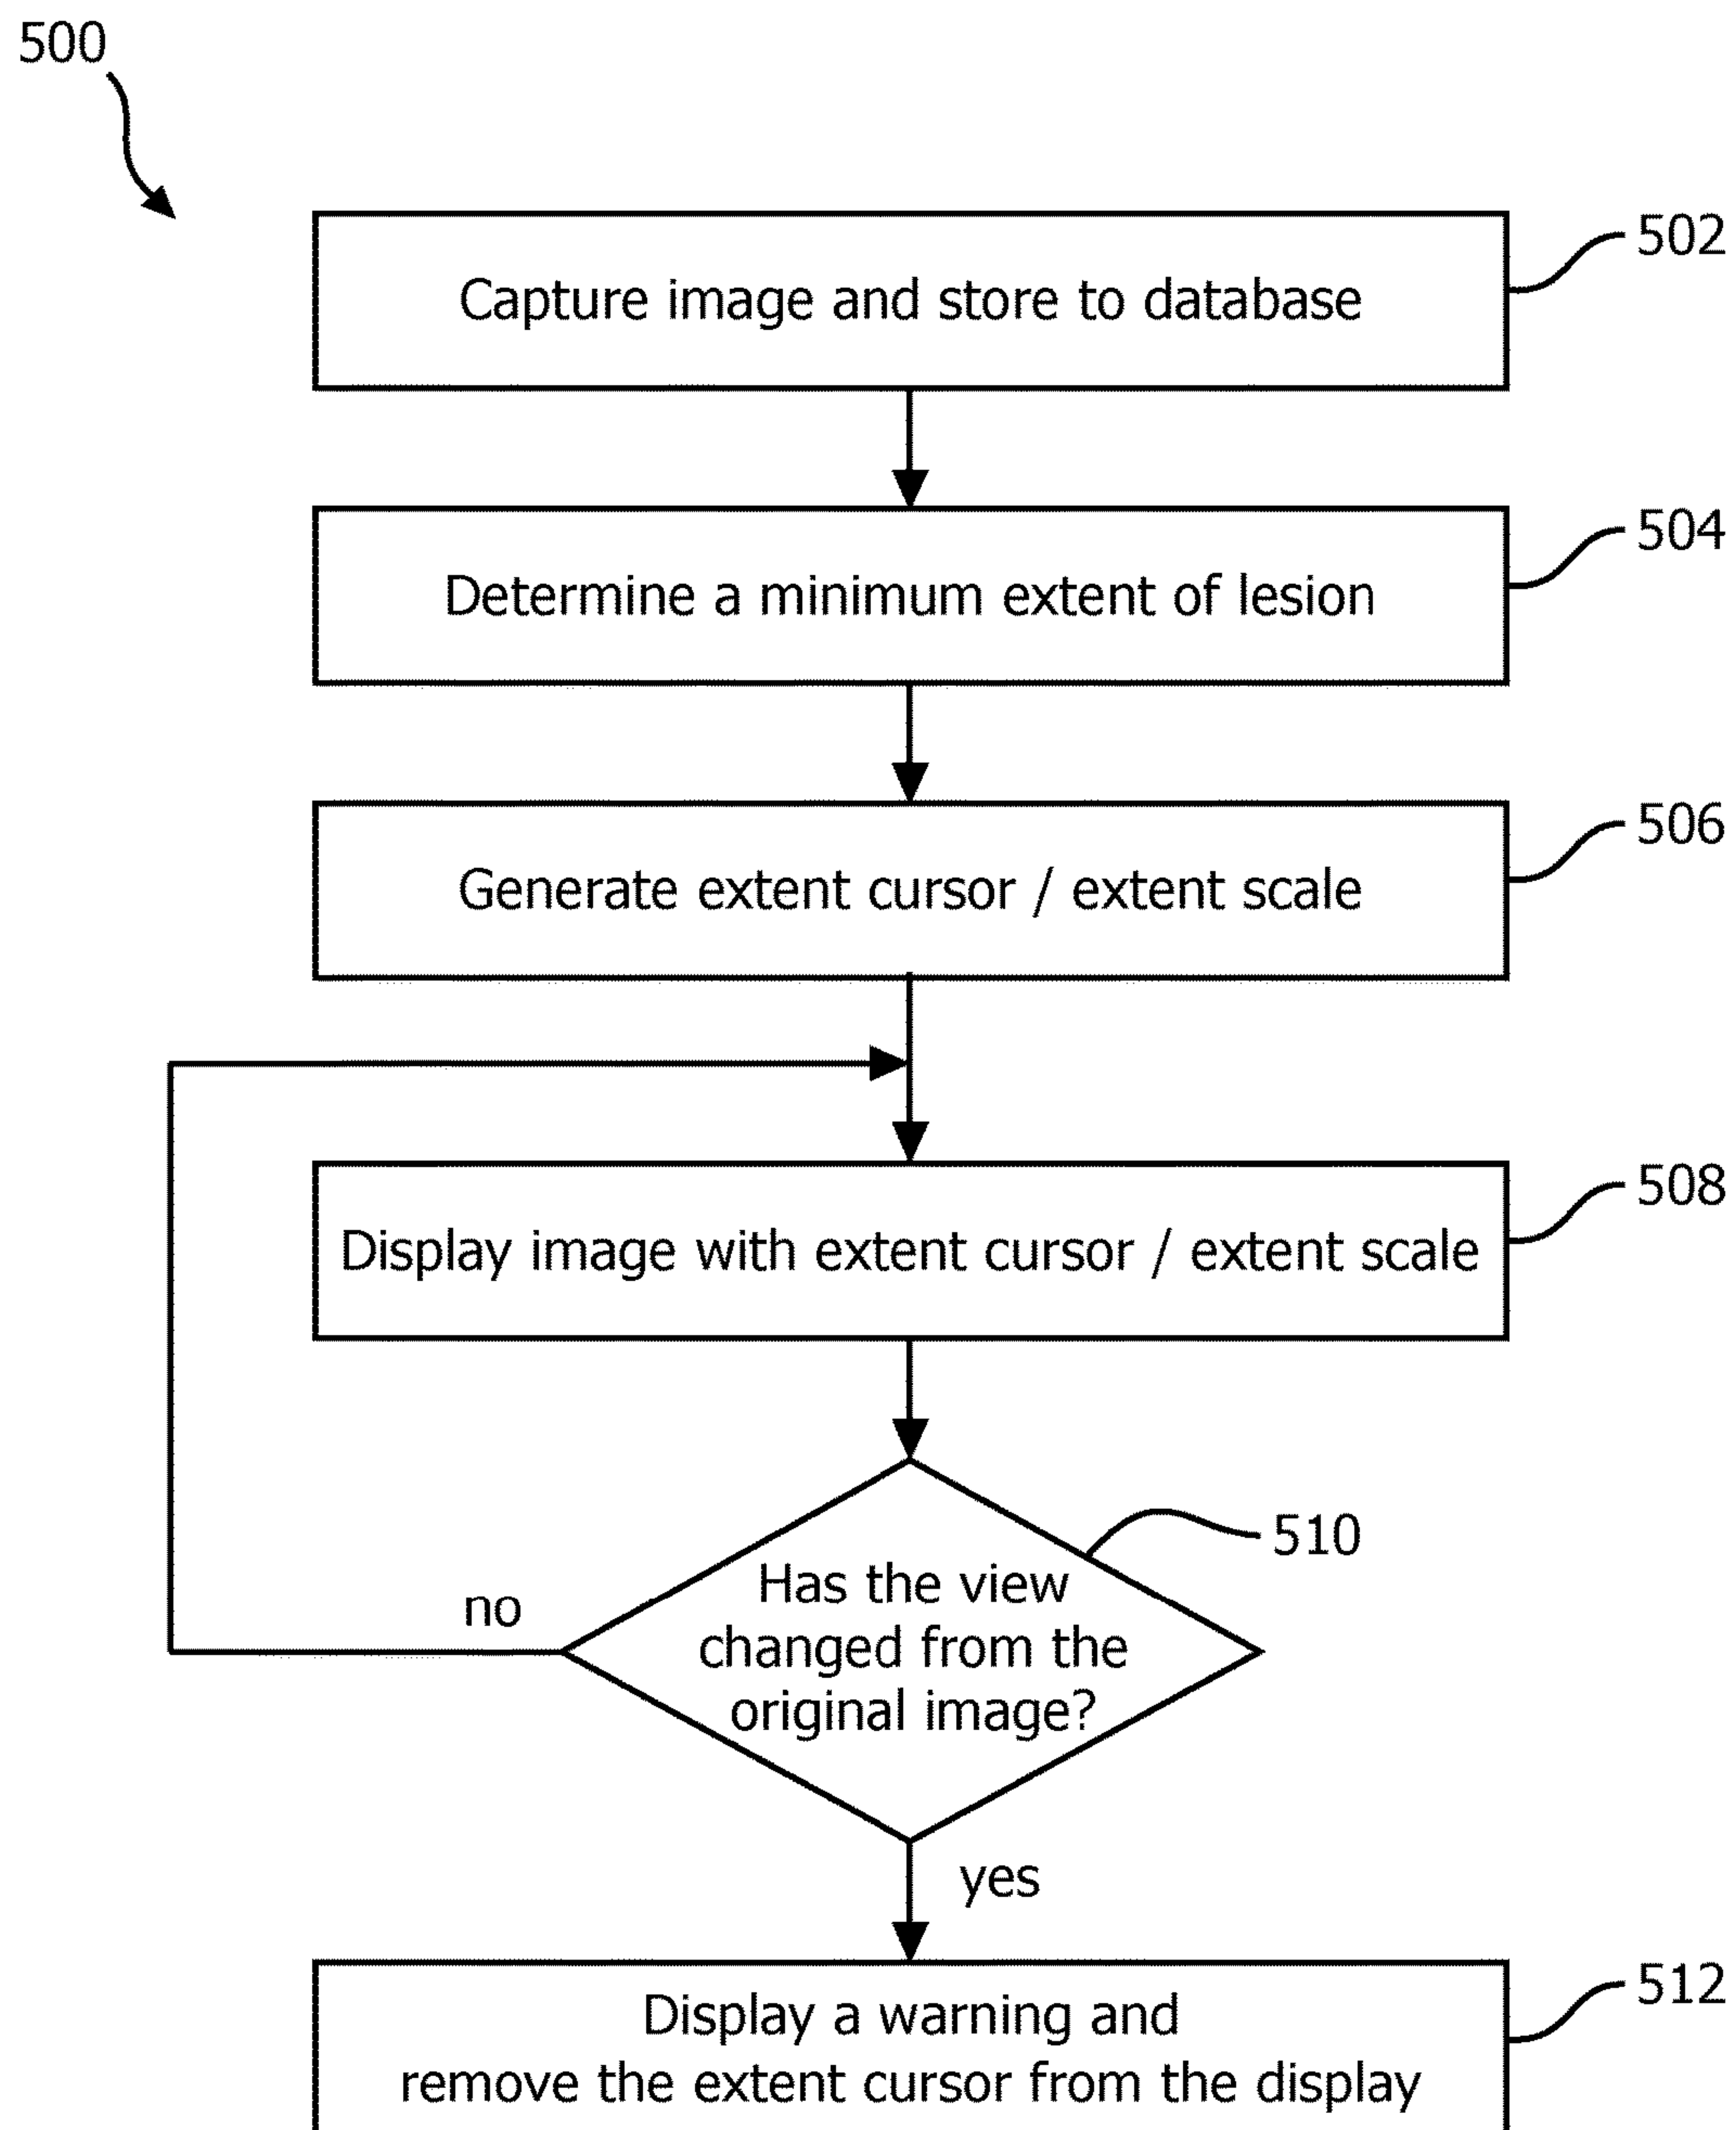 500
502
Capture image and store to database
504
Determine a minimum extent of lesion
506
Generate extent cursor / extent scale
508
Display image with extent cursor / extent scale
510
Has the view
changed from the
original image?
no
yes
512
Display a warning and
remove the extent cursor from the display